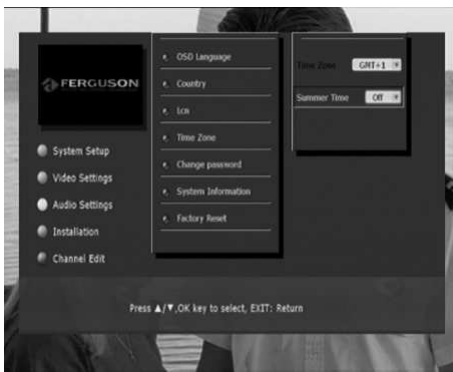 FERGUSON
System Setup
Video Settings
Audio Settings
Installation
Channel Edit
OSD Language
Country
Lcn
Time Zone
Change password
System Information
Factory Reset
Time Zone GMT+1
Summer Time Off
Press ▲/▼,OK key to select, EXIT: Return